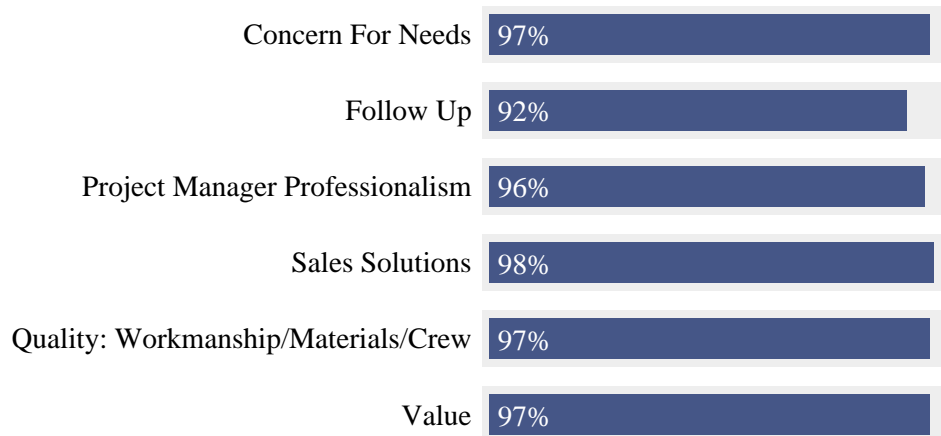 Concern For Needs 97%
Follow Up 92%
Project Manager Professionalism 96%
Sales Solutions 98%
Quality: Workmanship/Materials/Crew 97%
Value 97%